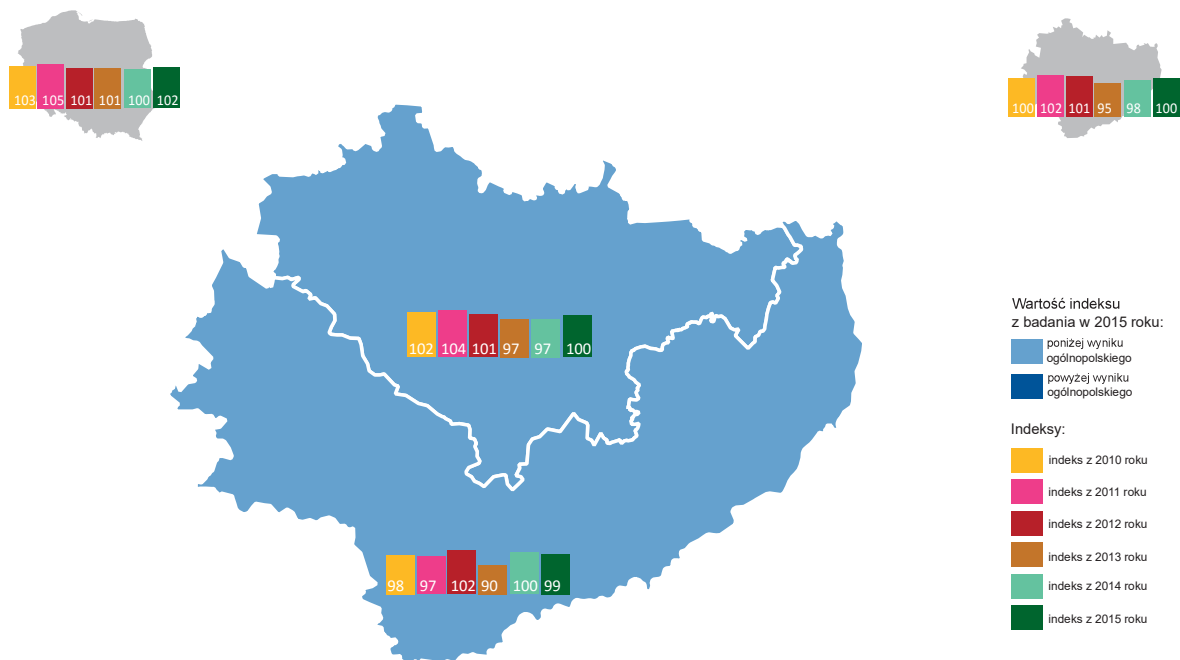 103 105 101 101 100 102
100 102 101 95 98 100
102 104 101 97 97 100
98 97 102 90 100 99
Wartość indeksu
z badania w 2015 roku:
poniżej wyniku
ogólnopolskiego
powyżej wyniku
ogólnopolskiego
Indeksy:
indeks z 2010 roku
indeks z 2011 roku
indeks z 2012 roku
indeks z 2013 roku
indeks z 2014 roku
indeks z 2015 roku